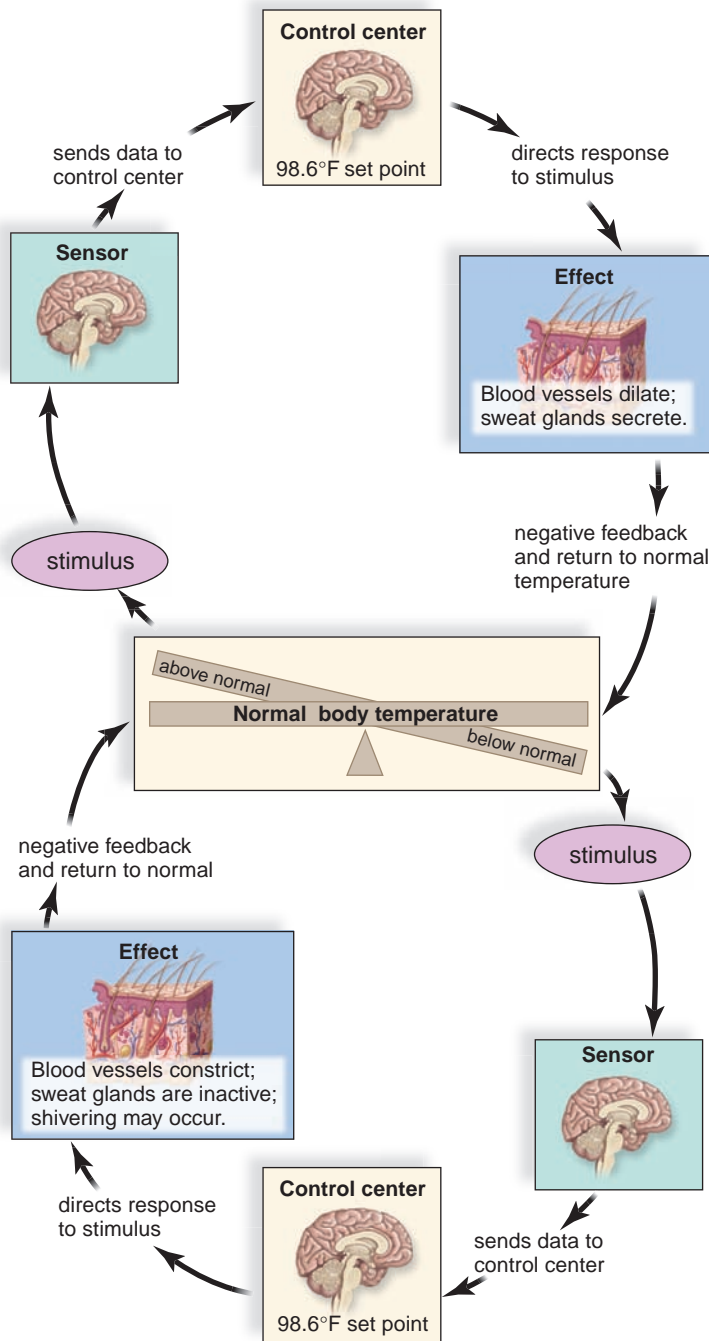 Control center
98.6°F set point
sends data to
control center
directs response
to stimulus
Sensor
Effect
Blood vessels dilate;
sweat glands secrete.
stimulus
negative feedback
and return to normal
temperature
above normal
Normal body temperature
below normal
negative feedback
and return to normal
stimulus
Effect
Blood vessels constrict;
sweat glands are inactive;
shivering may occur.
Sensor
directs response
to stimulus
Control center
98.6°F set point
sends data to
control center